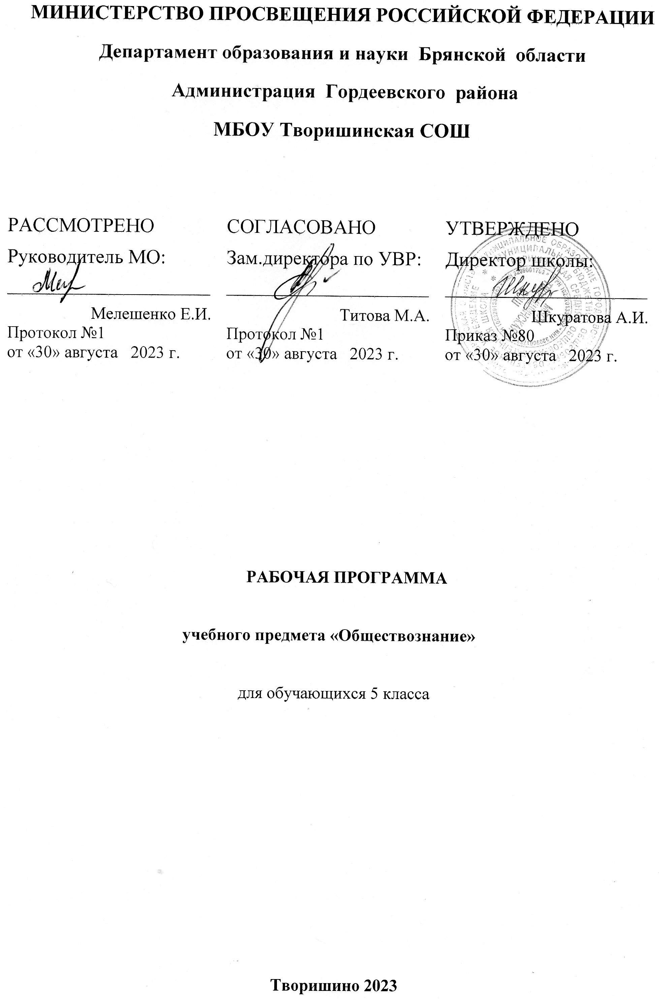 МИНИСТЕРСТВО ПРОСВЕЩЕНИЯ РОССИЙСКОЙ ФЕДЕРАЦИИ
Департамент образования и науки Брянской области
Администрация Гордеевского района
МБОУ Творишинская СОШ
РАССМОТРЕНО
Руководитель МО:
Мелешенко Е.И.
Протокол №1
от «30» августа 2023 г.
СОГЛАСОВАНО
Зам.директора по УВР:
Титова М.А.
Протокол №1
от «30» августа 2023 г.
УТВЕРЖДЕНО
Директор школы:
Шкуратова А.И.
Приказ №80
от «30» августа 2023 г.
РАБОЧАЯ ПРОГРАММА
учебного предмета «Обществознание»
для обучающихся 5 класса
Творишино 2023